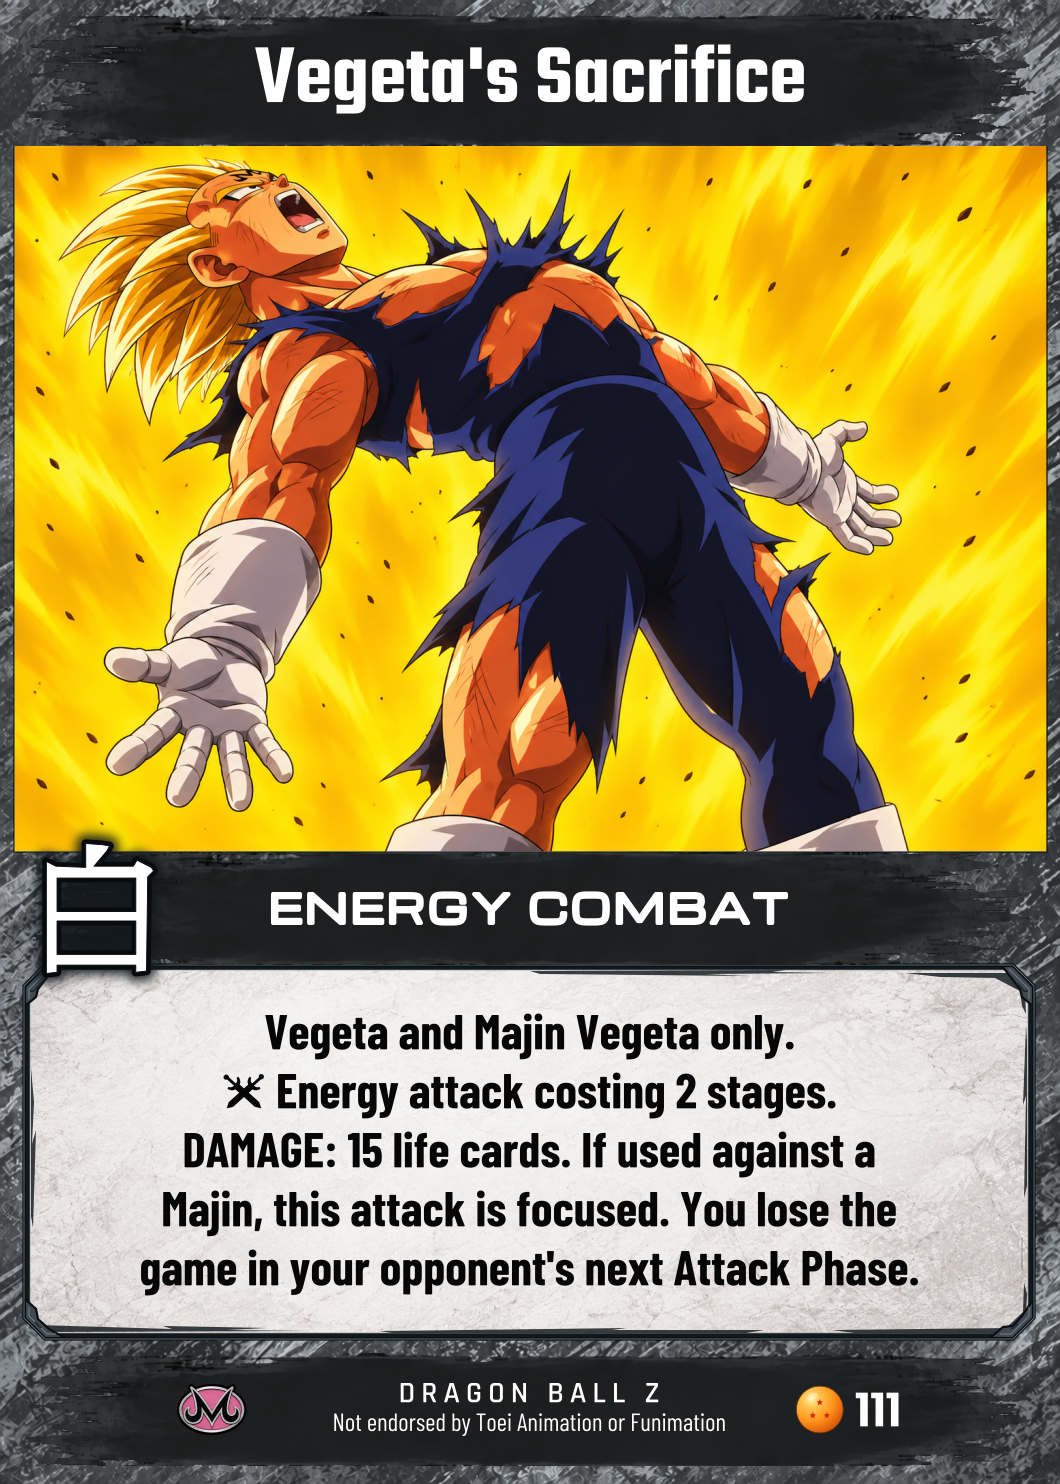 Vegeta's Sacrifice
白
ENERGY COMBAT
Vegeta and Majin Vegeta only.
Energy attack costing 2 stages.
DAMAGE: 15 life cards. If used against a
Majin, this attack is focused. You lose the
game in your opponent's next Attack Phase.
DRAGON BALL Z
Not endorsed by Toei Animation or Funimation
111